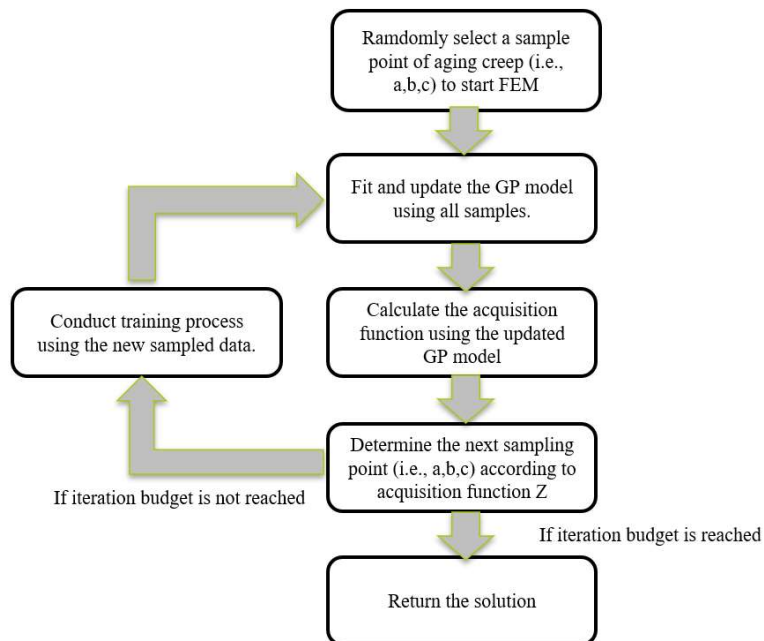 Ramdomly select a sample
point of aging creep (i.e.,
a,b,c) to start FEM
Fit and update the GP model
using all samples.
Conduct training process
using the new sampled data.
Calculate the acquisition
function using the updated
GP model
Determine the next sampling
point (i.e., a,b,c) according to
acquisition function Z
If iteration budget is not reached
If iteration budget is reached
Return the solution